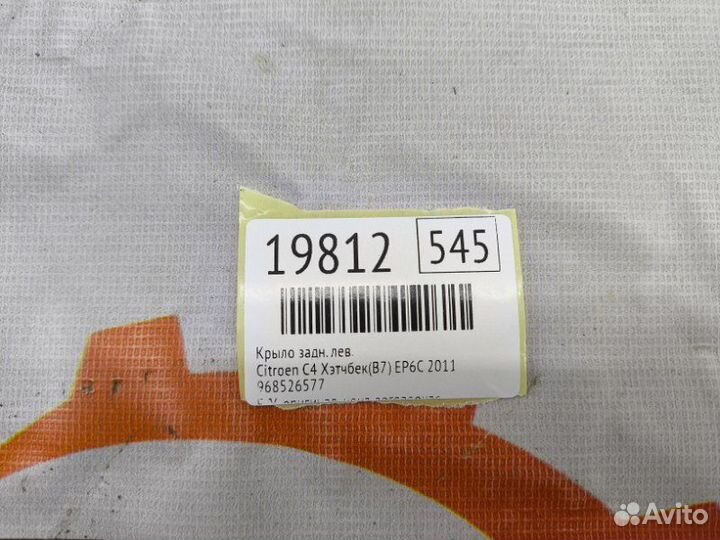 19812 545
Крыло задн. лев.
Citroen C4 Хэтчбек(B7) EP6C 2011
968526577
Avito